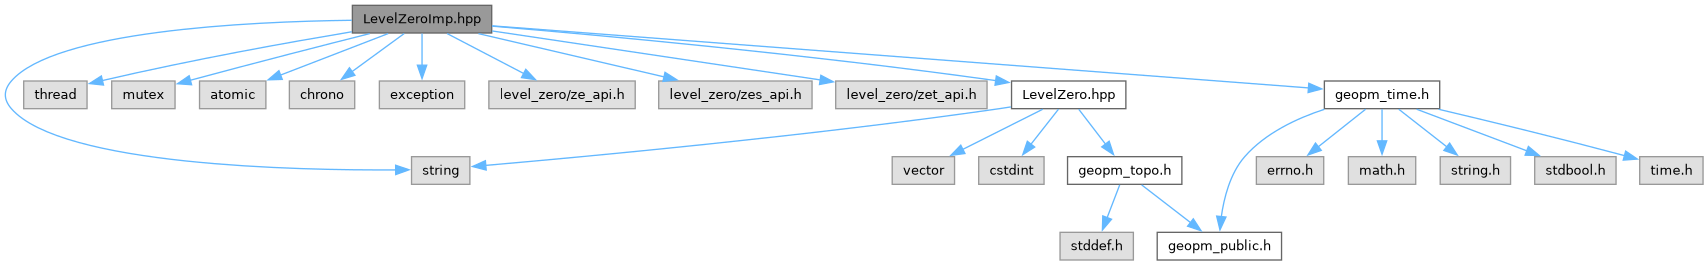 LevelZeroImp.hpp
thread
mutex
atomic
chrono
exception
level_zero/ze_api.h
level_zero/zes_api.h
level_zero/zet_api.h
LevelZero.hpp
geopm_time.h
string
vector
cstdint
geopm_topo.h
errno.h
math.h
string.h
stdbool.h
time.h
stddef.h
geopm_public.h